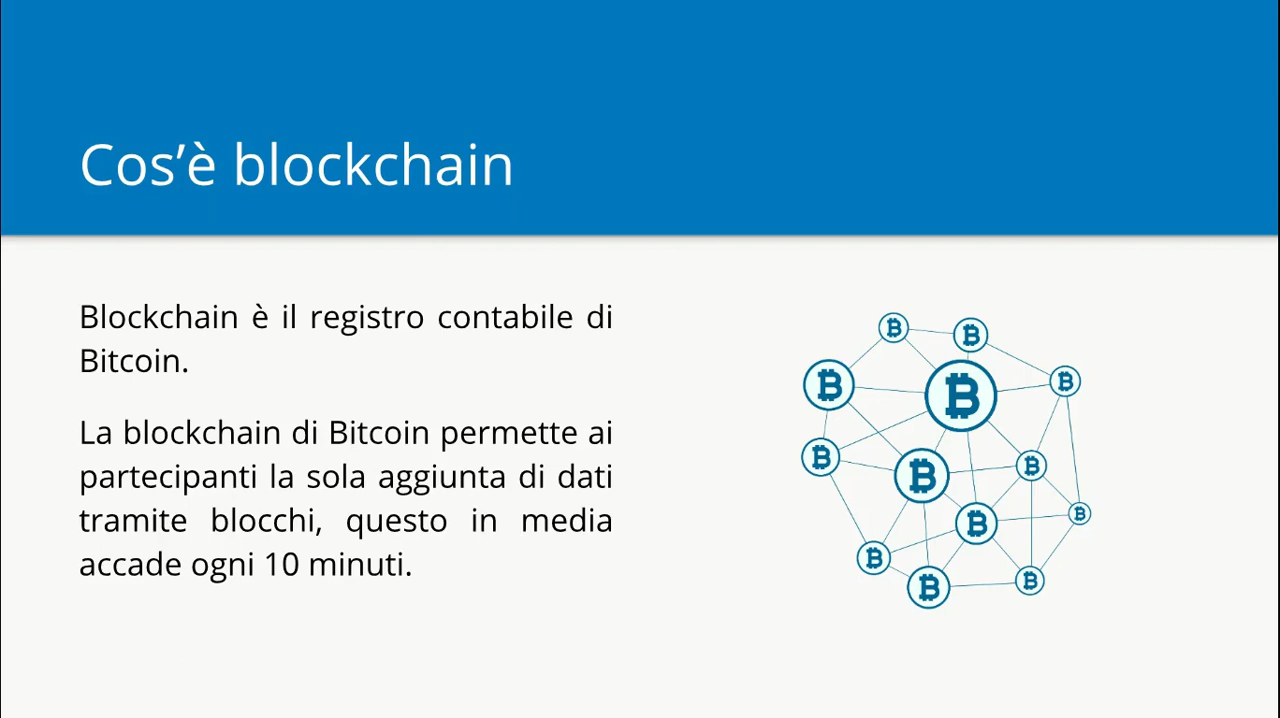 Cos’è blockchain
Blockchain è il registro contabile di
Bitcoin.
La blockchain di Bitcoin permette ai
partecipanti la sola aggiunta di dati
tramite blocchi, questo in media
accade ogni 10 minuti.